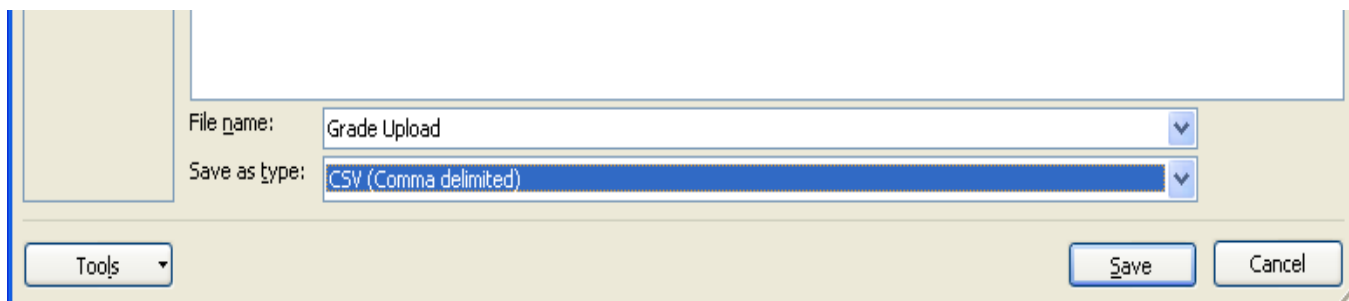 File name: Grade Upload
Save as type: CSV (Comma delimited)
Tools Save Cancel